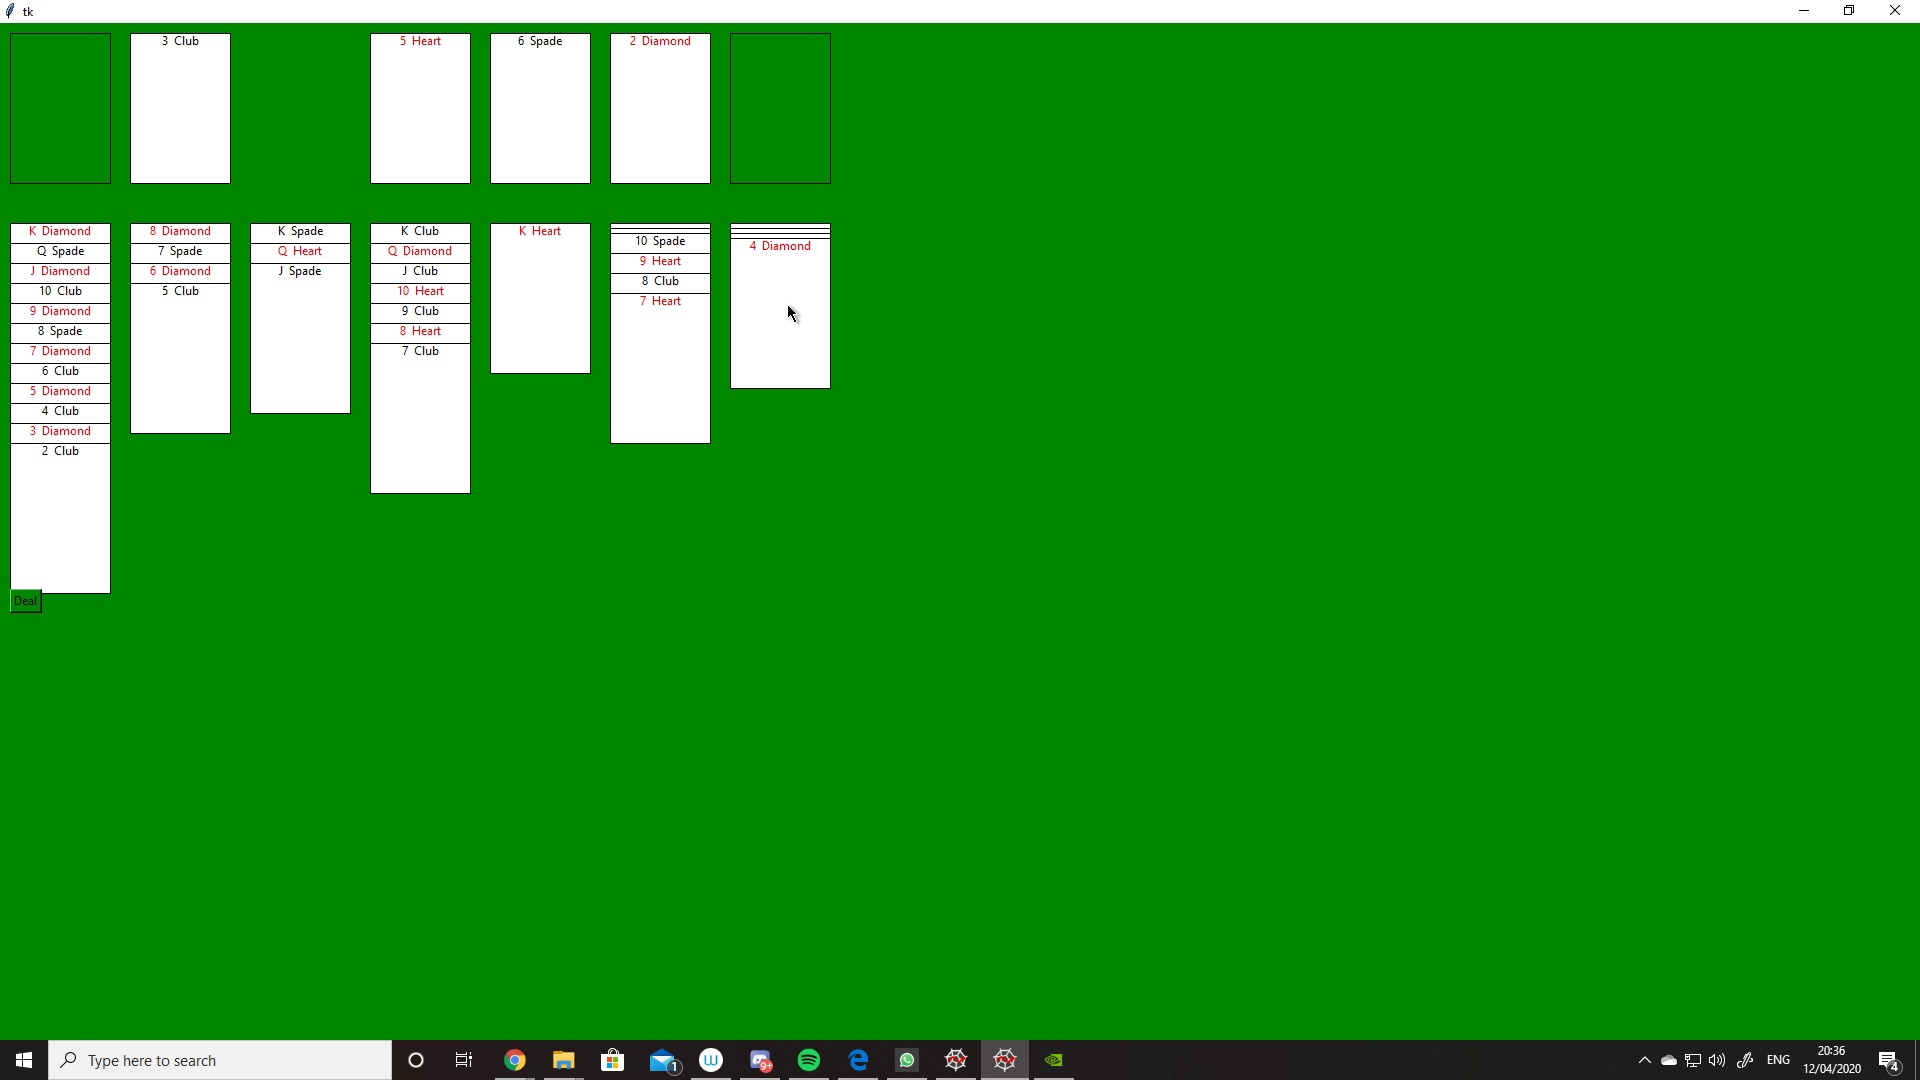 tk
3 Club
5 Heart
6 Spade
2 Diamond
K Diamond
Q Spade
J Diamond
10 Club
9 Diamond
8 Spade
7 Diamond
6 Club
5 Diamond
4 Club
3 Diamond
2 Club
8 Diamond
7 Spade
6 Diamond
5 Club
K Spade
Q Heart
J Spade
K Club
Q Diamond
J Club
10 Heart
9 Club
8 Heart
7 Club
K Heart
10 Spade
9 Heart
8 Club
7 Heart
4 Diamond
Deal
Type here to search
1
W
9+
ENG
20:36
12/04/2020
4